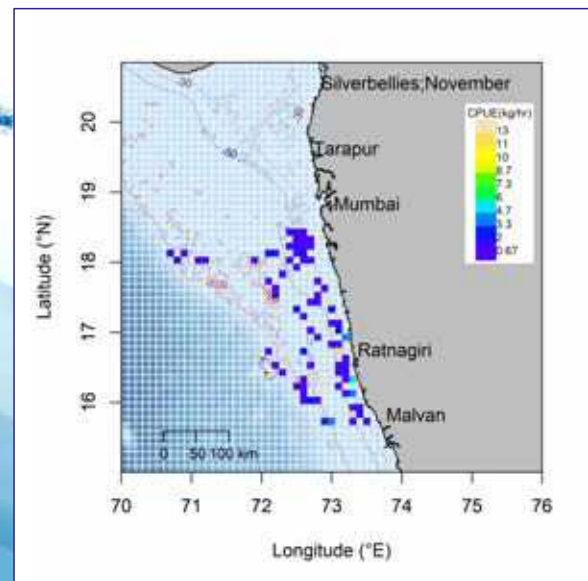 Silverbellies,November
CPUE(kg/hr)
13
11
10
8.7
7.3
6
4.7
3.3
2
0.67
Tarapur
Mumbai
Ratnagiri
Malvan
0 50 100 km
20
19
18
17
16
Latitude (°N)
70 71 72 73 74 75 76
Longitude (°E)